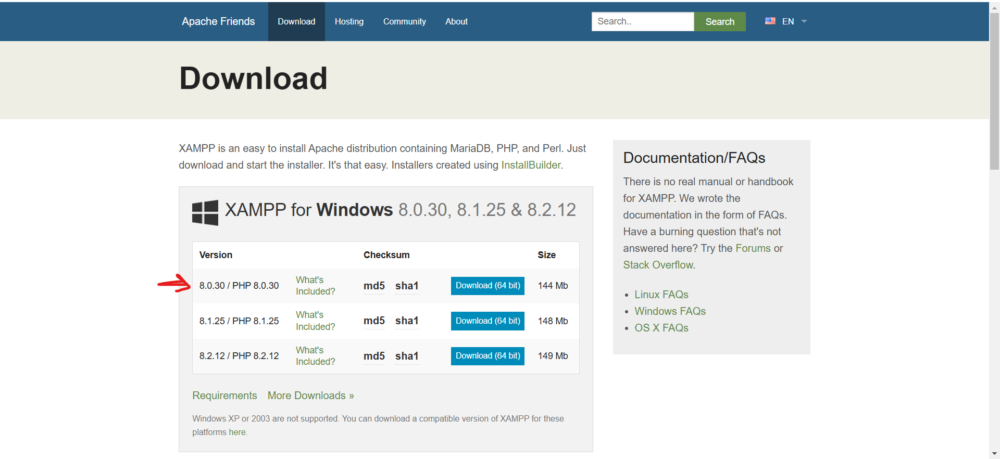 Apache Friends Download Hosting Community About Search.. Search EN
Download
XAMPP is an easy to install Apache distribution containing MariaDB, PHP, and Perl. Just
download and start the installer. It's that easy. Installers created using InstallBuilder.
XAMPP for Windows 8.0.30, 8.1.25 & 8.2.12
Version Checksum Size
8.0.30 / PHP 8.0.30 What's Included? md5 sha1 Download (64 bit) 144 Mb
8.1.25 / PHP 8.1.25 What's Included? md5 sha1 Download (64 bit) 148 Mb
8.2.12 / PHP 8.2.12 What's Included? md5 sha1 Download (64 bit) 149 Mb
Requirements More Downloads »
Windows XP or 2003 are not supported. You can download a compatible version of XAMPP for these
platforms here.
Documentation/FAQs
There is no real manual or handbook
for XAMPP. We wrote the
documentation in the form of FAQs.
Have a burning question that's not
answered here? Try the Forums or
Stack Overflow.
• Linux FAQs
• Windows FAQs
• OS X FAQs